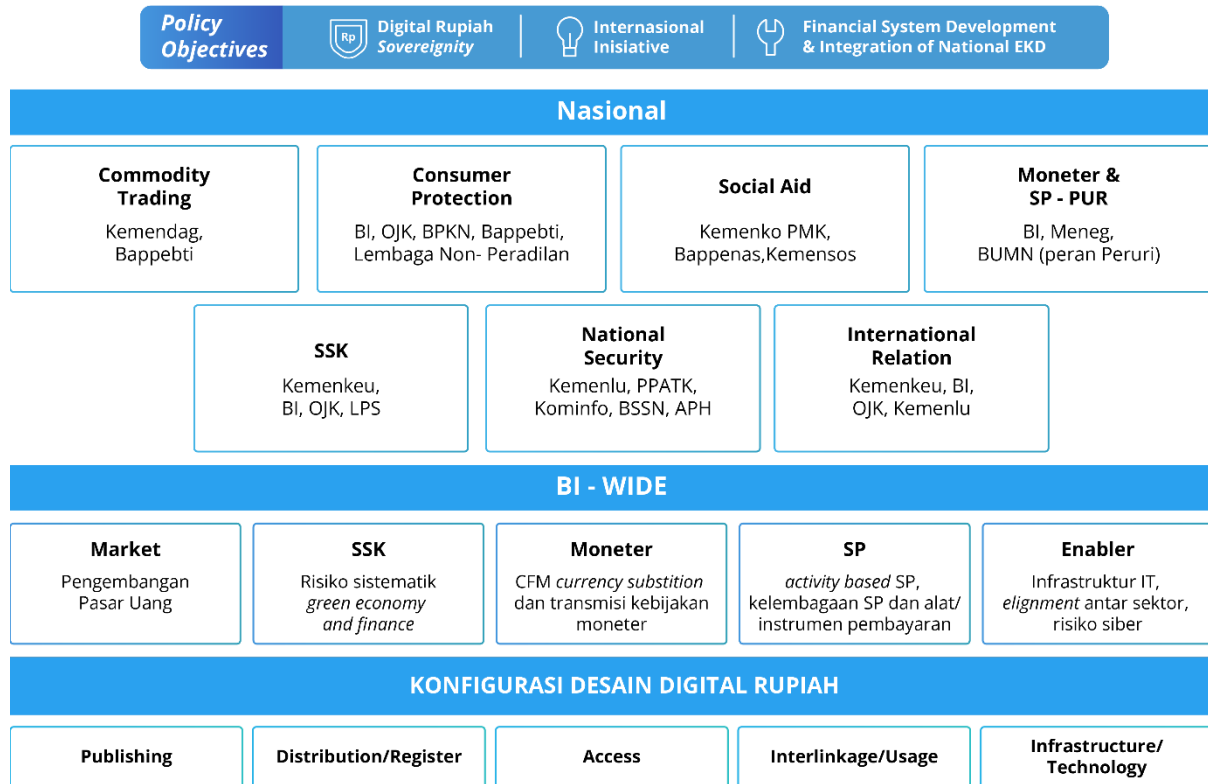 Policy
Objectives
Rp
Digital Rupiah
Sovereignity
Internasional
Inisiative
Financial System Development
& Integration of National EKD
Nasional
Commodity
Trading
Kemendag,
Bappebti
Consumer
Protection
BI, OJK, BPKN, Bappebti,
Lembaga Non- Peradilan
Social Aid
Kemenko PMK,
Bappenas,Kemensos
Moneter &
SP - PUR
BI, Meneg,
BUMN (peran Peruri)
SSK
Kemenkeu,
BI, OJK, LPS
National
Security
Kemenlu, PPATK,
Kominfo, BSSN, APH
International
Relation
Kemenkeu, BI,
OJK, Kemenlu
BI - WIDE
Market
Pengembangan
Pasar Uang
SSK
Risiko sistematik
green economy
and finance
Moneter
CFM currency substition
dan transmisi kebijakan
moneter
SP
activity based SP,
kelembagaan SP dan alat/
instrumen pembayaran
Enabler
Infrastruktur IT,
elignment antar sektor,
risiko siber
KONFIGURASI DESAIN DIGITAL RUPIAH
Publishing
Distribution/Register
Access
Interlinkage/Usage
Infrastructure/
Technology